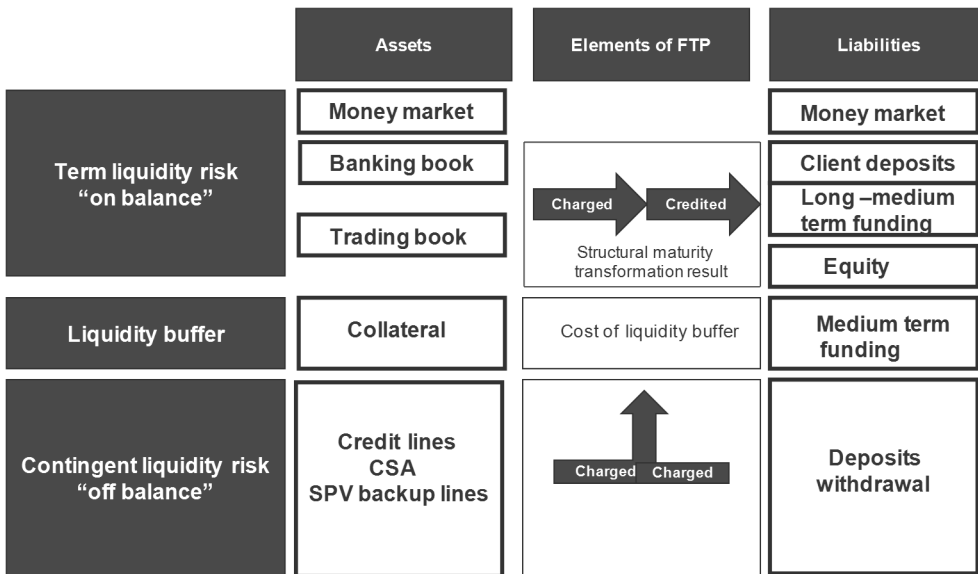 Assets
Elements of FTP
Liabilities
Term liquidity risk
“on balance”
Money market
Banking book
Trading book
Charged
Credited
Structural maturity
transformation result
Money market
Client deposits
Long –medium
term funding
Equity
Liquidity buffer
Collateral
Cost of liquidity buffer
Medium term
funding
Contingent liquidity risk
“off balance”
Credit lines
CSA
SPV backup lines
Charged
Charged
Deposits
withdrawal